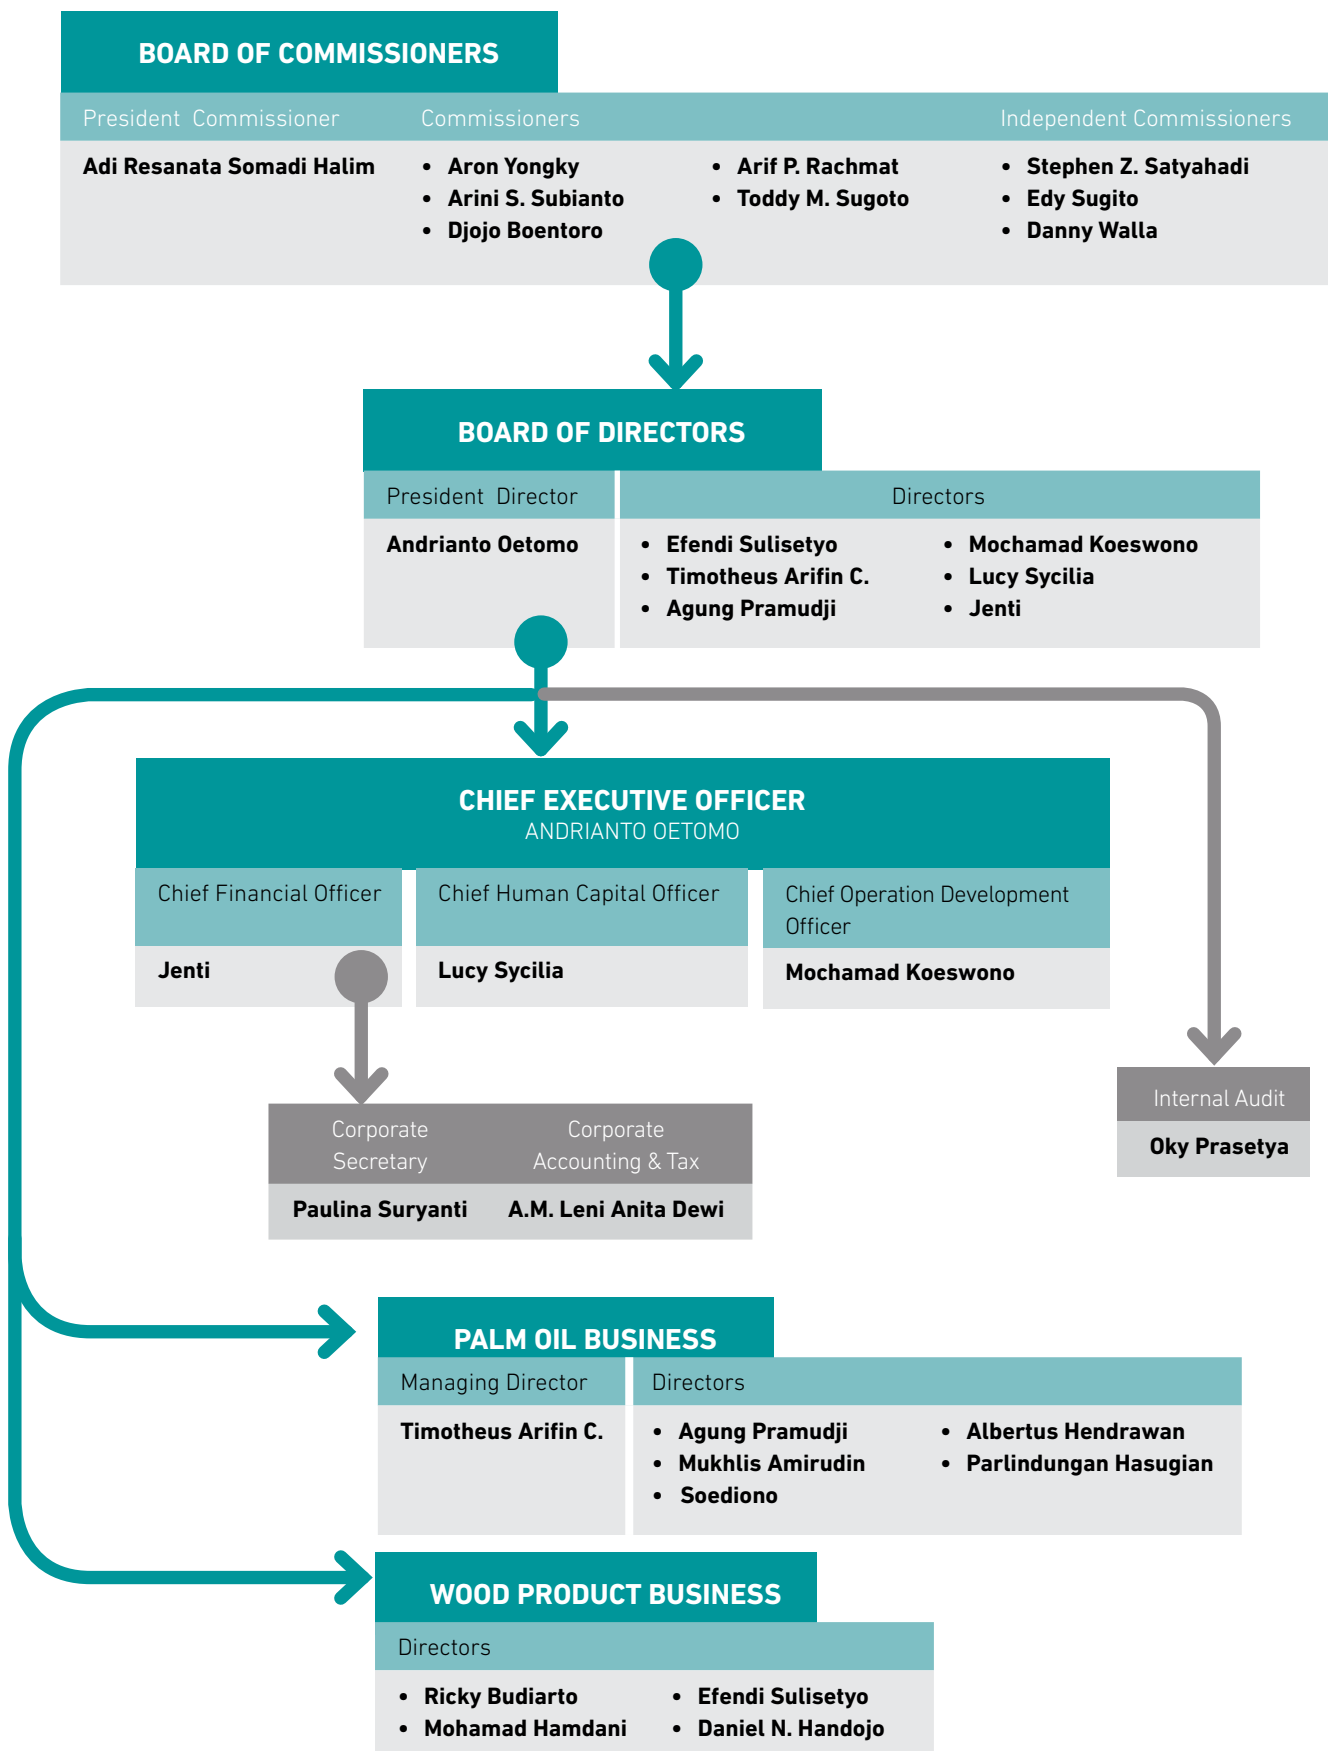 BOARD OF COMMISSIONERS
President Commissioner
Adi Resanata Somadi Halim
Commissioners
• Aron Yongky
• Arini S. Subianto
• Djojo Boentoro
• Arif P. Rachmat
• Toddy M. Sugoto
Independent Commissioners
• Stephen Z. Satyahadi
• Edy Sugito
• Danny Walla
BOARD OF DIRECTORS
President Director
Andrianto Oetomo
Directors
• Efendi Sulisetyo
• Timotheus Arifin C.
• Agung Pramudji
• Mochamad Koeswono
• Lucy Sycilia
• Jenti
CHIEF EXECUTIVE OFFICER
ANDRIANTO OETOMO
Chief Financial Officer
Jenti
Chief Human Capital Officer
Lucy Sycilia
Chief Operation Development
Officer
Mochamad Koeswono
Internal Audit
Oky Prasetya
Corporate
Secretary
Paulina Suryanti
Corporate
Accounting & Tax
A.M. Leni Anita Dewi
PALM OIL BUSINESS
Managing Director
Timotheus Arifin C.
Directors
• Agung Pramudji
• Mukhlis Amirudin
• Soediono
• Albertus Hendrawan
• Parlindungan Hasugian
WOOD PRODUCT BUSINESS
Directors
• Ricky Budiarto
• Mohamad Hamdani
• Efendi Sulisetyo
• Daniel N. Handojo